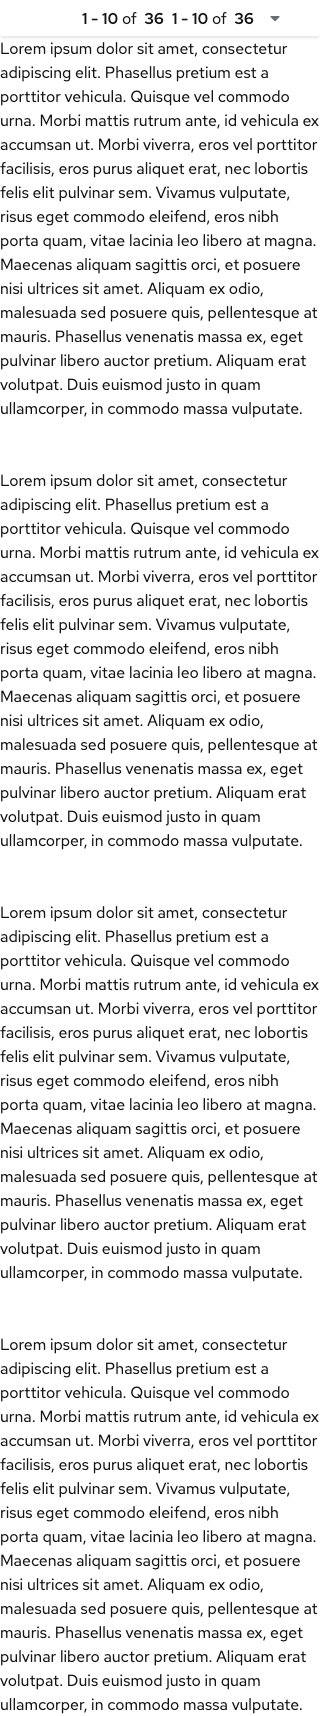 1 - 10 of 36 1 - 10 of 36
Lorem ipsum dolor sit amet, consectetur
adipiscing elit. Phasellus pretium est a
porttitor vehicula. Quisque vel commodo
urna. Morbi mattis rutrum ante, id vehicula ex
accumsan ut. Morbi viverra, eros vel porttitor
facilisis, eros purus aliquet erat, nec lobortis
felis elit pulvinar sem. Vivamus vulputate,
risus eget commodo eleifend, eros nibh
porta quam, vitae lacinia leo libero at magna.
Maecenas aliquam sagittis orci, et posuere
nisi ultrices sit amet. Aliquam ex odio,
malesuada sed posuere quis, pellentesque at
mauris. Phasellus venenatis massa ex, eget
pulvinar libero auctor pretium. Aliquam erat
volutpat. Duis euismod justo in quam
ullamcorper, in commodo massa vulputate.
Lorem ipsum dolor sit amet, consectetur
adipiscing elit. Phasellus pretium est a
porttitor vehicula. Quisque vel commodo
urna. Morbi mattis rutrum ante, id vehicula ex
accumsan ut. Morbi viverra, eros vel porttitor
facilisis, eros purus aliquet erat, nec lobortis
felis elit pulvinar sem. Vivamus vulputate,
risus eget commodo eleifend, eros nibh
porta quam, vitae lacinia leo libero at magna.
Maecenas aliquam sagittis orci, et posuere
nisi ultrices sit amet. Aliquam ex odio,
malesuada sed posuere quis, pellentesque at
mauris. Phasellus venenatis massa ex, eget
pulvinar libero auctor pretium. Aliquam erat
volutpat. Duis euismod justo in quam
ullamcorper, in commodo massa vulputate.
Lorem ipsum dolor sit amet, consectetur
adipiscing elit. Phasellus pretium est a
porttitor vehicula. Quisque vel commodo
urna. Morbi mattis rutrum ante, id vehicula ex
accumsan ut. Morbi viverra, eros vel porttitor
facilisis, eros purus aliquet erat, nec lobortis
felis elit pulvinar sem. Vivamus vulputate,
risus eget commodo eleifend, eros nibh
porta quam, vitae lacinia leo libero at magna.
Maecenas aliquam sagittis orci, et posuere
nisi ultrices sit amet. Aliquam ex odio,
malesuada sed posuere quis, pellentesque at
mauris. Phasellus venenatis massa ex, eget
pulvinar libero auctor pretium. Aliquam erat
volutpat. Duis euismod justo in quam
ullamcorper, in commodo massa vulputate.
Lorem ipsum dolor sit amet, consectetur
adipiscing elit. Phasellus pretium est a
porttitor vehicula. Quisque vel commodo
urna. Morbi mattis rutrum ante, id vehicula ex
accumsan ut. Morbi viverra, eros vel porttitor
facilisis, eros purus aliquet erat, nec lobortis
felis elit pulvinar sem. Vivamus vulputate,
risus eget commodo eleifend, eros nibh
porta quam, vitae lacinia leo libero at magna.
Maecenas aliquam sagittis orci, et posuere
nisi ultrices sit amet. Aliquam ex odio,
malesuada sed posuere quis, pellentesque at
mauris. Phasellus venenatis massa ex, eget
pulvinar libero auctor pretium. Aliquam erat
volutpat. Duis euismod justo in quam
ullamcorper, in commodo massa vulputate.